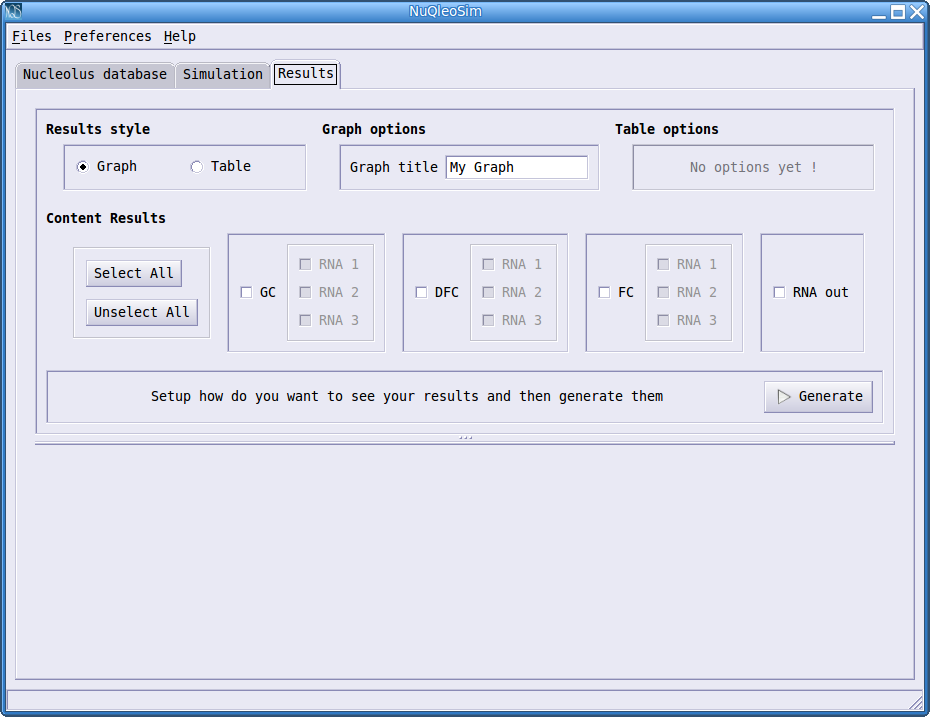 NuQleoSim
Files Preferences Help
Nucleolus database Simulation Results
Results style Graph options Table options
Graph Table Graph title My Graph No options yet !
Content Results
Select All
Unselect All
GC RNA 1
RNA 2
RNA 3
DFC RNA 1
RNA 2
RNA 3
FC RNA 1
RNA 2
RNA 3
RNA out
Setup how do you want to see your results and then generate them Generate